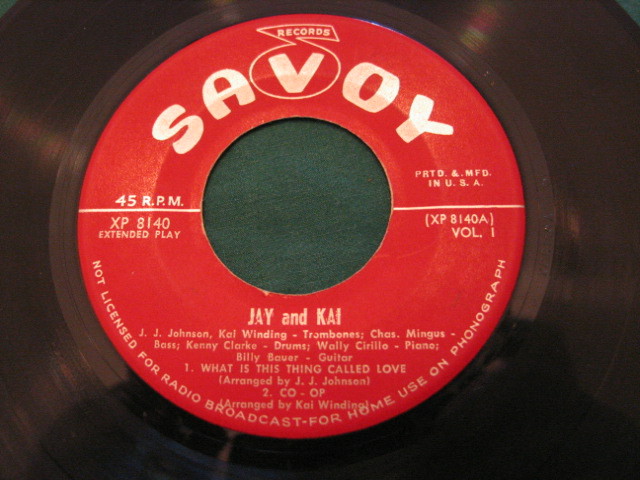 RECORDS
SAVOY
PRTD. & MFD.
IN U. S. A.
45 R.P.M.
XP 8140
EXTENDED PLAY
(XP 8140A)
VOL. 1
JAY and KAI
J. J. Johnson, Kai Winding - Trombones; Chas. Mingus -
Bass; Kenny Clarke - Drums; Wally Cirillo - Piano;
Billy Bauer - Guitar
1. WHAT IS THIS THING CALLED LOVE
(Arranged by J. J. Johnson)
2. CO - OP
(Arranged by Kai Winding)
NOT LICENSED FOR RADIO BROADCAST-FOR HOME USE ON PHONOGRAPH